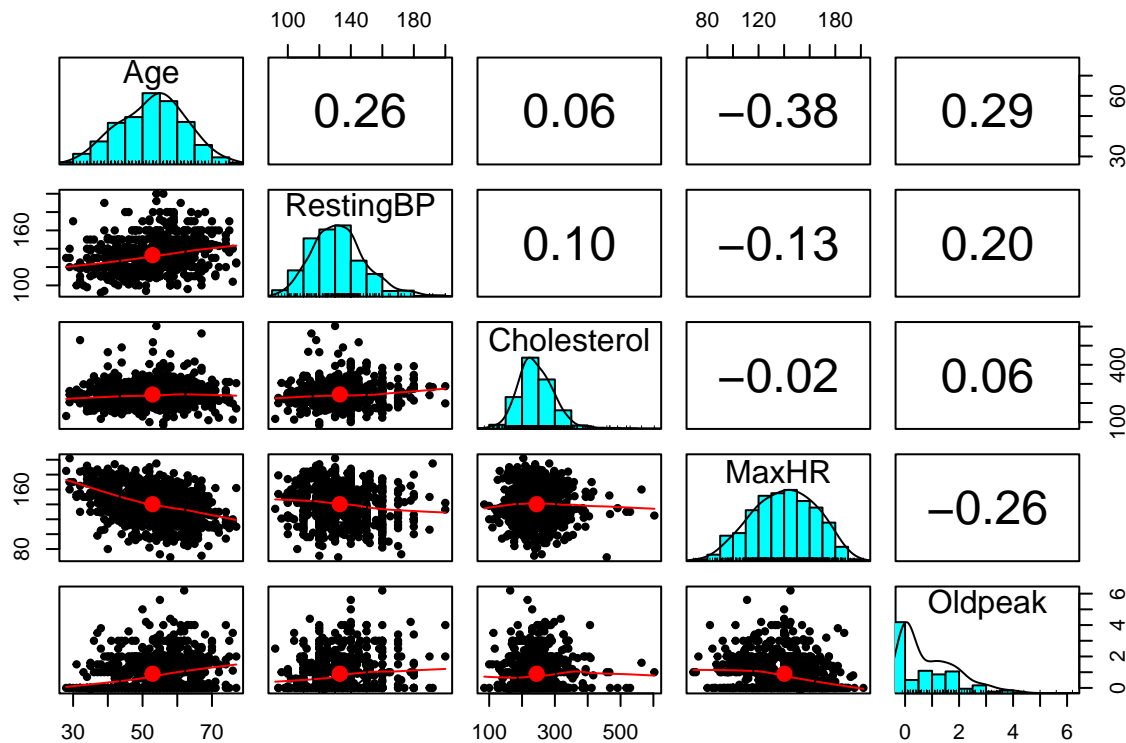 100 140 180 80 140 180
Age 0.26 0.06 −0.38 0.29 30 60
100 160 RestingBP 0.10 −0.13 0.20
Cholesterol −0.02 0.06 100 400
80 160 MaxHR −0.26
Oldpeak 0 1 2 4 6
30 50 70 100 300 500 0 2 4 6